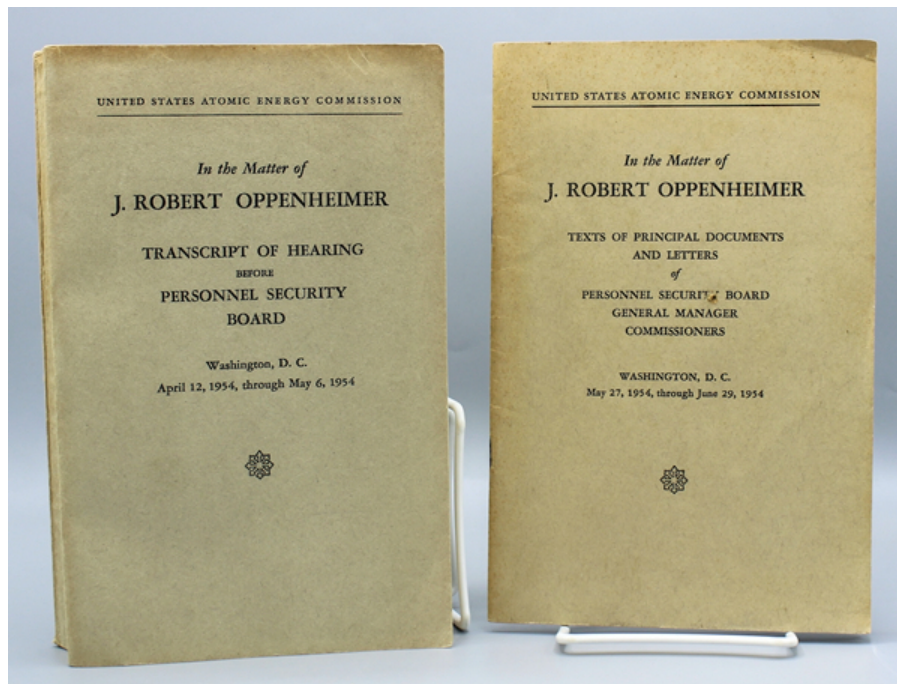 UNITED STATES ATOMIC ENERGY COMMISSION
In the Matter of
J. ROBERT OPPENHEIMER
TRANSCRIPT OF HEARING
BEFORE
PERSONNEL SECURITY
BOARD
Washington, D. C.
April 12, 1954, through May 6, 1954
UNITED STATES ATOMIC ENERGY COMMISSION
In the Matter of
J. ROBERT OPPENHEIMER
TEXTS OF PRINCIPAL DOCUMENTS
AND LETTERS
of
PERSONNEL SECURITY BOARD
GENERAL MANAGER
COMMISSIONERS
WASHINGTON, D. C.
May 27, 1954, through June 29, 1954